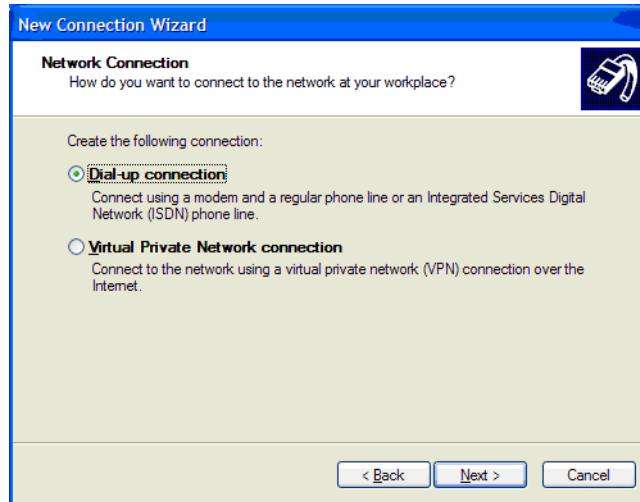 New Connection Wizard
Network Connection
How do you want to connect to the network at your workplace?
Create the following connection:
Dial-up connection
Connect using a modem and a regular phone line or an Integrated Services Digital
Network (ISDN) phone line.
Virtual Private Network connection
Connect to the network using a virtual private network (VPN) connection over the
Internet.
< Back Next > Cancel